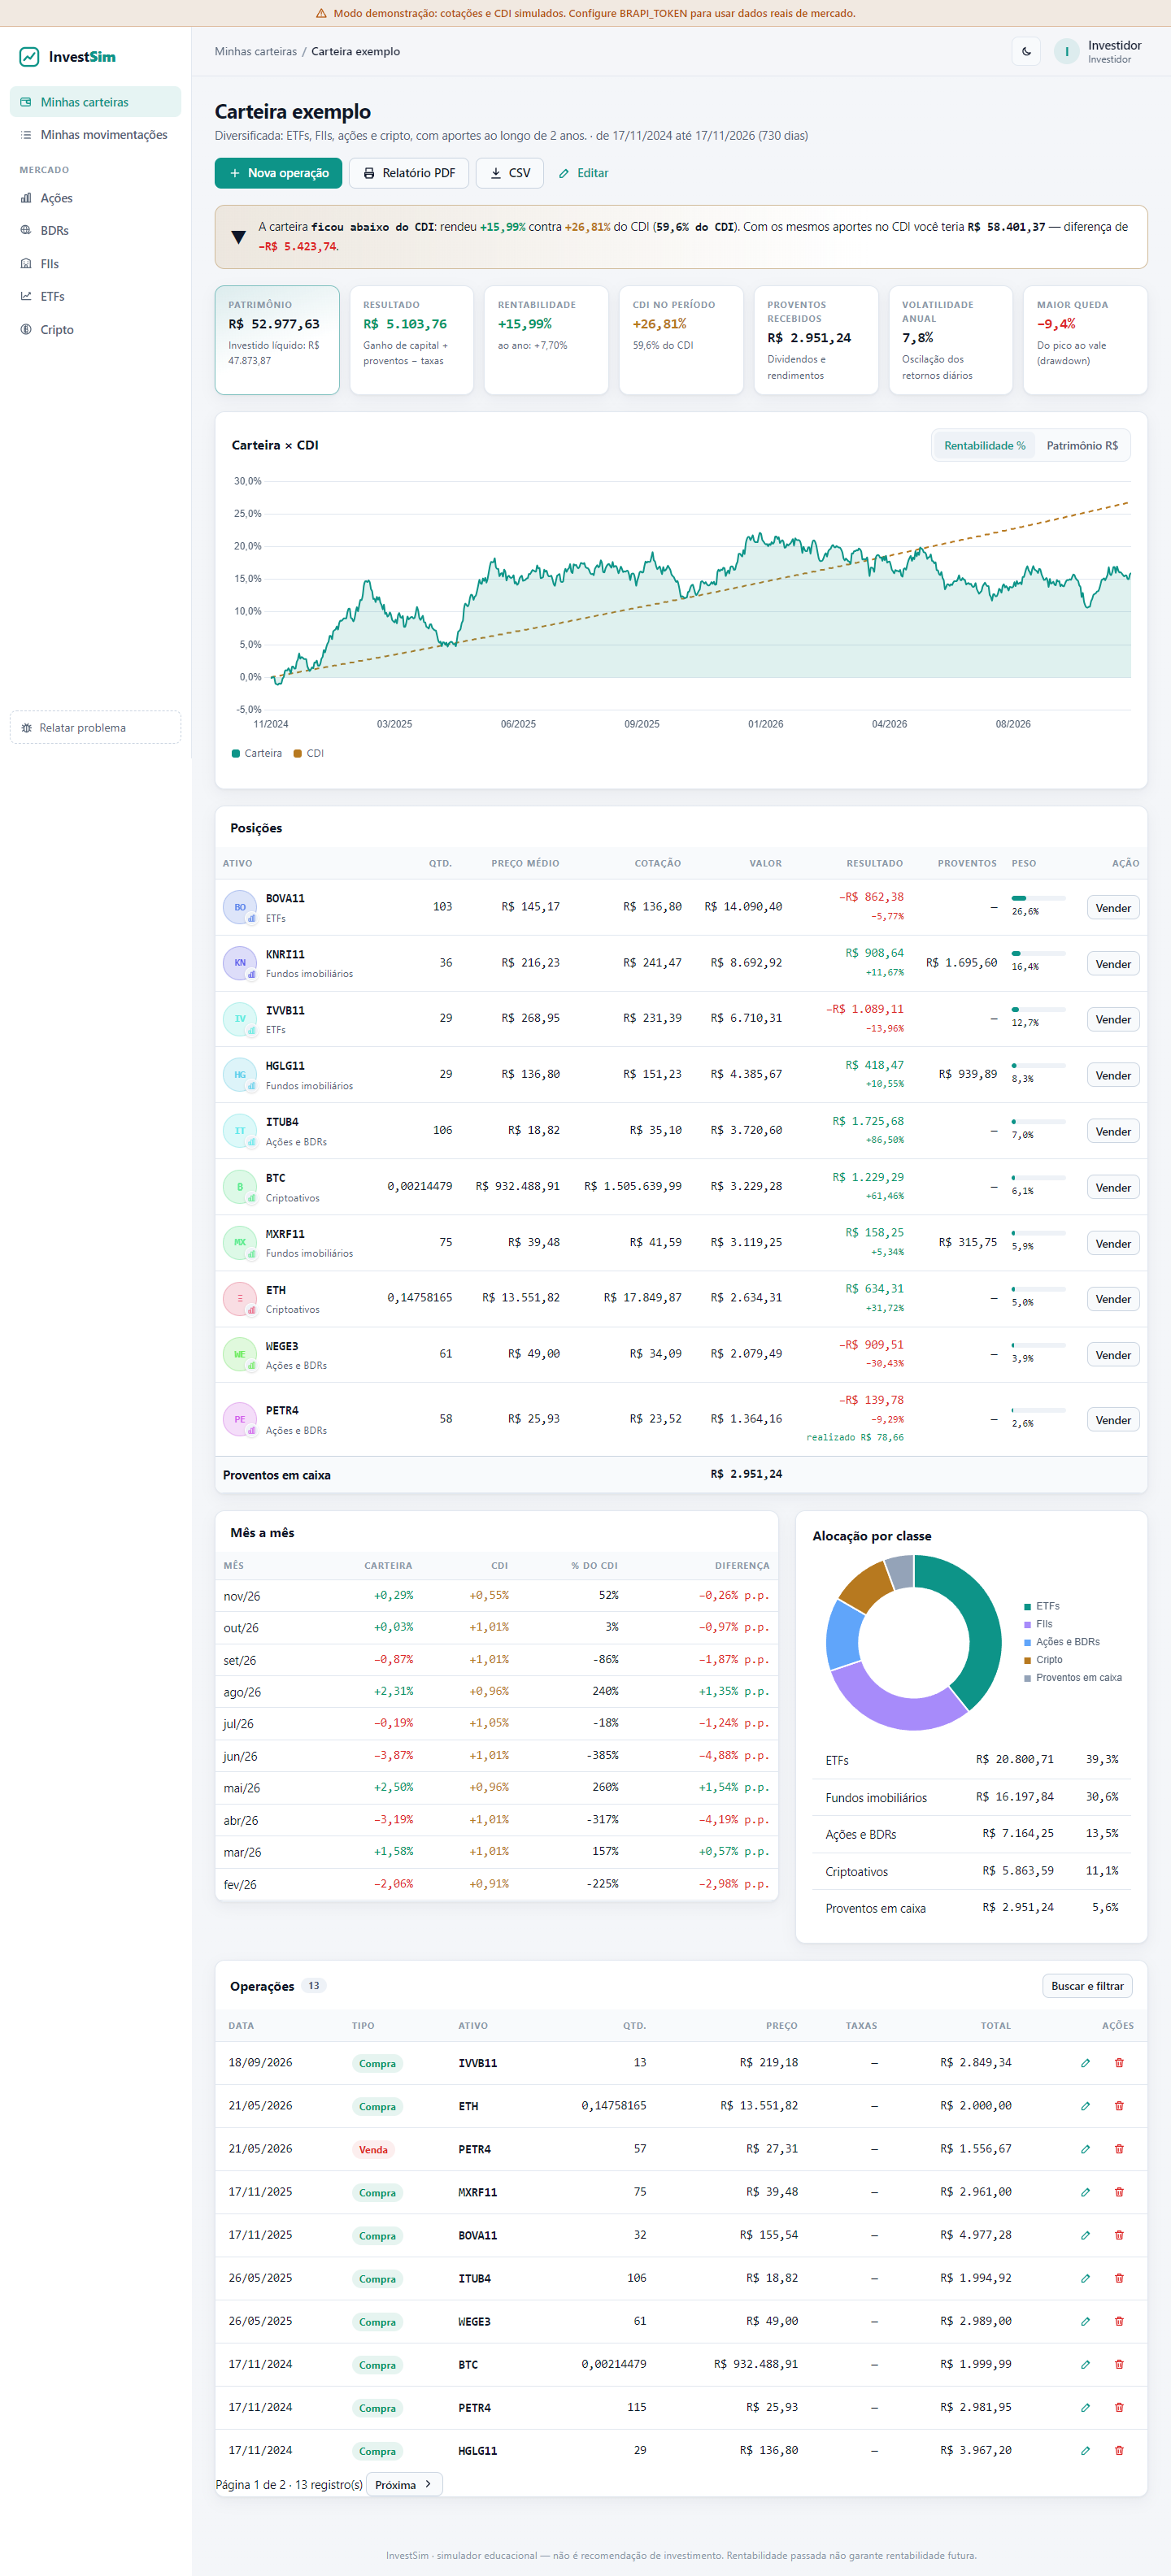 Modo demonstração: cotações e CDI simulados. Configure BRAPI_TOKEN para usar dados reais de mercado.
InvestSim
Minhas carteiras
Minhas movimentações
MERCADO
Ações
BDRs
FIIs
ETFs
Cripto
Relatar problema
Minhas carteiras / Carteira exemplo
I
Investidor
Investidor
Carteira exemplo
Diversificada: ETFs, FIIs, ações e cripto, com aportes ao longo de 2 anos. · de 17/11/2024 até 17/11/2026 (730 dias)
+ Nova operação
Relatório PDF
CSV
Editar
▼ A carteira ficou abaixo do CDI: rendeu +15,99% contra +26,81% do CDI (59,6% do CDI). Com os mesmos aportes no CDI você teria R$ 58.401,37 — diferença de
−R$ 5.423,74.
PATRIMÔNIO
R$ 52.977,63
Investido líquido: R$
47.873,87
RESULTADO
R$ 5.103,76
Ganho de capital +
proventos − taxas
RENTABILIDADE
+15,99%
ao ano: +7,70%
CDI NO PERÍODO
+26,81%
59,6% do CDI
PROVENTOS
RECEBIDOS
R$ 2.951,24
Dividendos e
rendimentos
VOLATILIDADE
ANUAL
7,8%
Oscilação dos
retornos diários
MAIOR QUEDA
−9,4%
Do pico ao vale
(drawdown)
Carteira × CDI
Rentabilidade % Patrimônio R$
30,0%
25,0%
20,0%
15,0%
10,0%
5,0%
0,0%
-5,0%
11/2024 03/2025 06/2025 09/2025 01/2026 04/2026 08/2026
Carteira CDI
Posições
ATIVO QTD. PREÇO MÉDIO COTAÇÃO VALOR RESULTADO PROVENTOS PESO AÇÃO
BO BOVA11 ETFs 103 R$ 145,17 R$ 136,80 R$ 14.090,40 −R$ 862,38 −5,77% — 26,6% Vender
KN KNRI11 Fundos imobiliários 36 R$ 216,23 R$ 241,47 R$ 8.692,92 R$ 908,64 +11,67% R$ 1.695,60 16,4% Vender
IV IVVB11 ETFs 29 R$ 268,95 R$ 231,39 R$ 6.710,31 −R$ 1.089,11 −13,96% — 12,7% Vender
HG HGLG11 Fundos imobiliários 29 R$ 136,80 R$ 151,23 R$ 4.385,67 R$ 418,47 +10,55% R$ 939,89 8,3% Vender
IT ITUB4 Ações e BDRs 106 R$ 18,82 R$ 35,10 R$ 3.720,60 R$ 1.725,68 +86,50% — 7,0% Vender
₿ BTC Criptoativos 0,00214479 R$ 932.488,91 R$ 1.505.639,99 R$ 3.229,28 R$ 1.229,29 +61,46% — 6,1% Vender
MX MXRF11 Fundos imobiliários 75 R$ 39,48 R$ 41,59 R$ 3.119,25 R$ 158,25 +5,34% R$ 315,75 5,9% Vender
Ξ ETH Criptoativos 0,14758165 R$ 13.551,82 R$ 17.849,87 R$ 2.634,31 R$ 634,31 +31,72% — 5,0% Vender
WE WEGE3 Ações e BDRs 61 R$ 49,00 R$ 34,09 R$ 2.079,49 −R$ 909,51 −30,43% — 3,9% Vender
PE PETR4 Ações e BDRs 58 R$ 25,93 R$ 23,52 R$ 1.364,16 −R$ 139,78 −9,29% realizado R$ 78,66 — 2,6% Vender
Proventos em caixa R$ 2.951,24
Mês a mês
MÊS CARTEIRA CDI % DO CDI DIFERENÇA
nov/26 +0,29% +0,55% 52% −0,26% p.p.
out/26 +0,03% +1,01% 3% −0,97% p.p.
set/26 −0,87% +1,01% -86% −1,87% p.p.
ago/26 +2,31% +0,96% 240% +1,35% p.p.
jul/26 −0,19% +1,05% -18% −1,24% p.p.
jun/26 −3,87% +1,01% -385% −4,88% p.p.
mai/26 +2,50% +0,96% 260% +1,54% p.p.
abr/26 −3,19% +1,01% -317% −4,19% p.p.
mar/26 +1,58% +1,01% 157% +0,57% p.p.
fev/26 −2,06% +0,91% -225% −2,98% p.p.
Alocação por classe
ETFs
FIIs
Ações e BDRs
Cripto
Proventos em caixa
ETFs R$ 20.800,71 39,3%
Fundos imobiliários R$ 16.197,84 30,6%
Ações e BDRs R$ 7.164,25 13,5%
Criptoativos R$ 5.863,59 11,1%
Proventos em caixa R$ 2.951,24 5,6%
Operações 13
Buscar e filtrar
DATA TIPO ATIVO QTD. PREÇO TAXAS TOTAL AÇÕES
18/09/2026 Compra IVVB11 13 R$ 219,18 — R$ 2.849,34
21/05/2026 Compra ETH 0,14758165 R$ 13.551,82 — R$ 2.000,00
21/05/2026 Venda PETR4 57 R$ 27,31 — R$ 1.556,67
17/11/2025 Compra MXRF11 75 R$ 39,48 — R$ 2.961,00
17/11/2025 Compra BOVA11 32 R$ 155,54 — R$ 4.977,28
26/05/2025 Compra ITUB4 106 R$ 18,82 — R$ 1.994,92
26/05/2025 Compra WEGE3 61 R$ 49,00 — R$ 2.989,00
17/11/2024 Compra BTC 0,00214479 R$ 932.488,91 — R$ 1.999,99
17/11/2024 Compra PETR4 115 R$ 25,93 — R$ 2.981,95
17/11/2024 Compra HGLG11 29 R$ 136,80 — R$ 3.967,20
Página 1 de 2 · 13 registro(s) Próxima
InvestSim · simulador educacional — não é recomendação de investimento. Rentabilidade passada não garante rentabilidade futura.